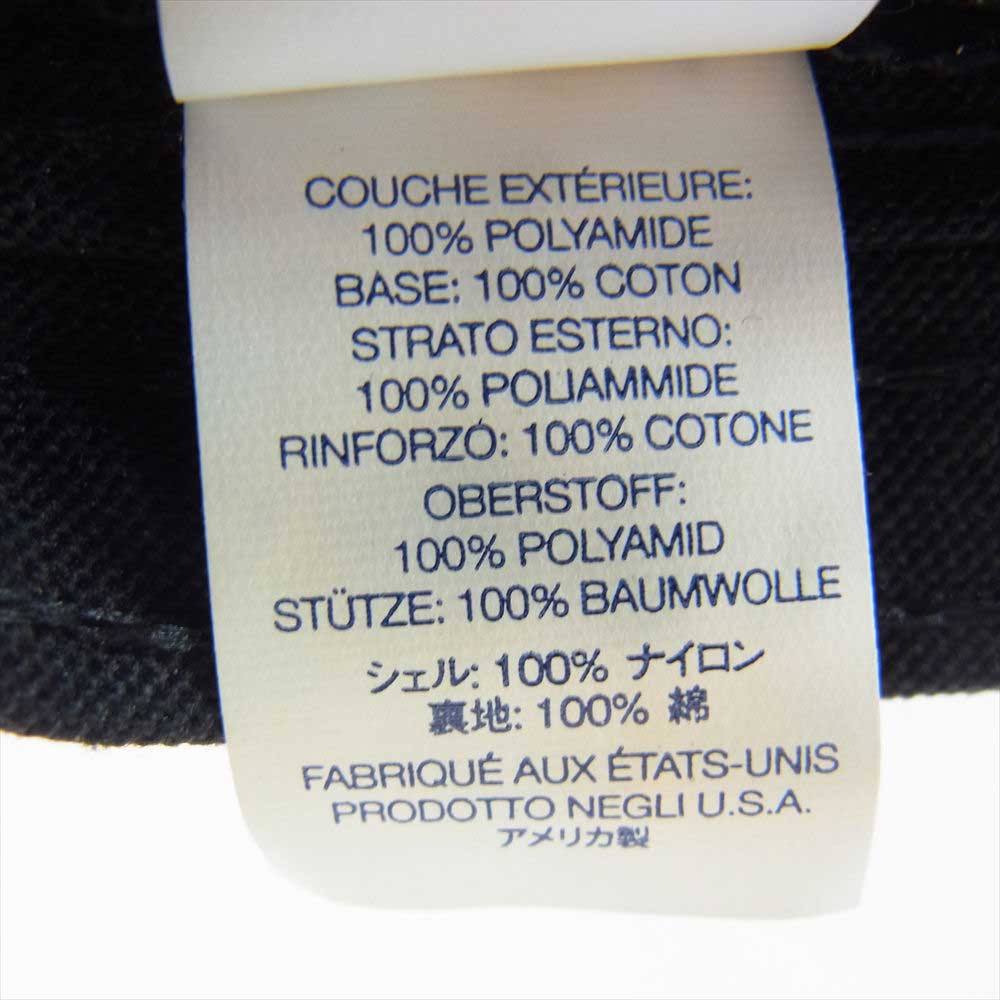 COUCHE EXTÉRIEURE:
100% POLYAMIDE
BASE: 100% COTON
STRATO ESTERNO:
100% POLIAMMIDE
RINFORZÓ: 100% COTONE
OBERSTOFF:
100% POLYAMID
STÜTZE: 100% BAUMWOLLE
シェル: 100% ナイロン
裏地: 100% 綿
FABRIQUÉ AUX ÉTATS-UNIS
PRODOTTO NEGLI U.S.A.
アメリカ製